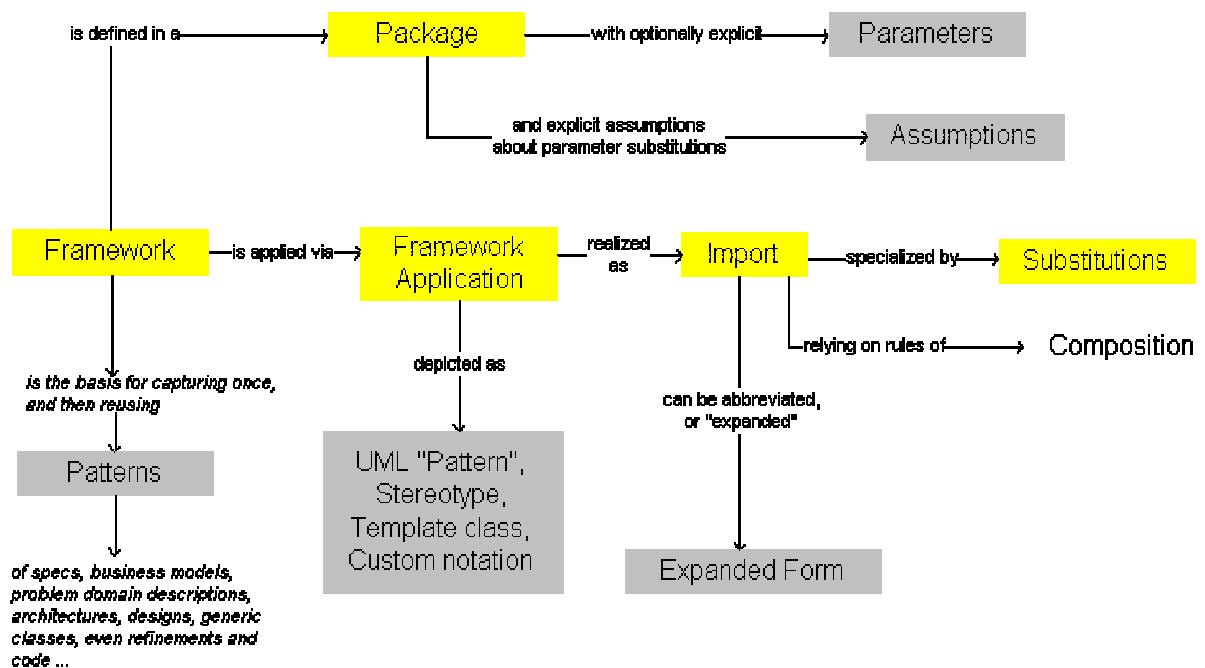 is defined in a
Package
with optionally explicit
Parameters
and explicit assumptions
about parameter substitutions
Assumptions
Framework
is applied via
Framework
Application
realized
as
Import
specialized by
Substitutions
relying on rules of
Composition
is the basis for capturing once,
and then reusing
depicted as
can be abbreviated,
or "expanded"
Patterns
UML "Pattern",
Stereotype,
Template class,
Custom notation
Expanded Form
of specs, business models,
problem domain descriptions,
architectures, designs, generic
classes, even refinements and
code ...